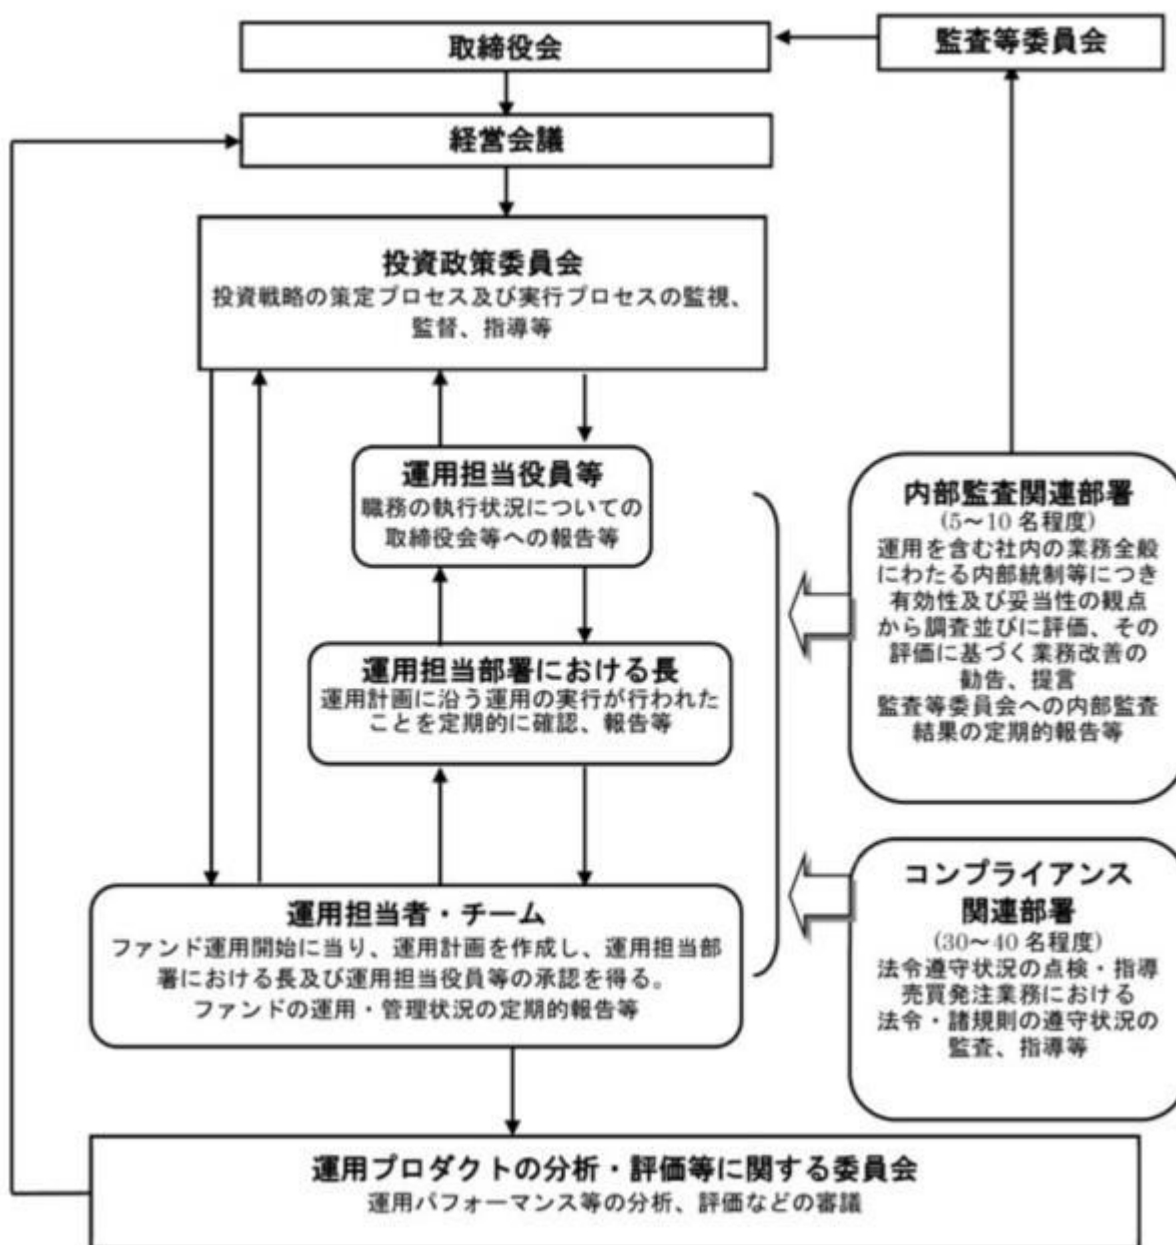 取締役会
監査等委員会
経営会議
投資政策委員会
投資戦略の策定プロセス及び実行プロセスの監視、
監督、指導等
運用担当役員等
職務の執行状況についての
取締役会等への報告等
運用担当部署における長
運用計画に沿う運用の実行が行われた
ことを定期的に確認、報告等
運用担当者・チーム
ファンド運用開始に当り、運用計画を作成し、運用担当部
署における長及び運用担当役員等の承認を得る。
ファンドの運用・管理状況の定期的報告等
内部監査関連部署
(5～10 名程度)
運用を含む社内の業務全般
にわたる内部統制等につき
有効性及び妥当性の観点
から調査並びに評価、その
評価に基づく業務改善の
勧告、提言
監査等委員会への内部監査
結果の定期的報告等
コンプライアンス
関連部署
(30～40 名程度)
法令遵守状況の点検・指導
売買発注業務における
法令・諸規則の遵守状況の
監査、指導等
運用プロダクトの分析・評価等に関する委員会
運用パフォーマンス等の分析、評価などの審議